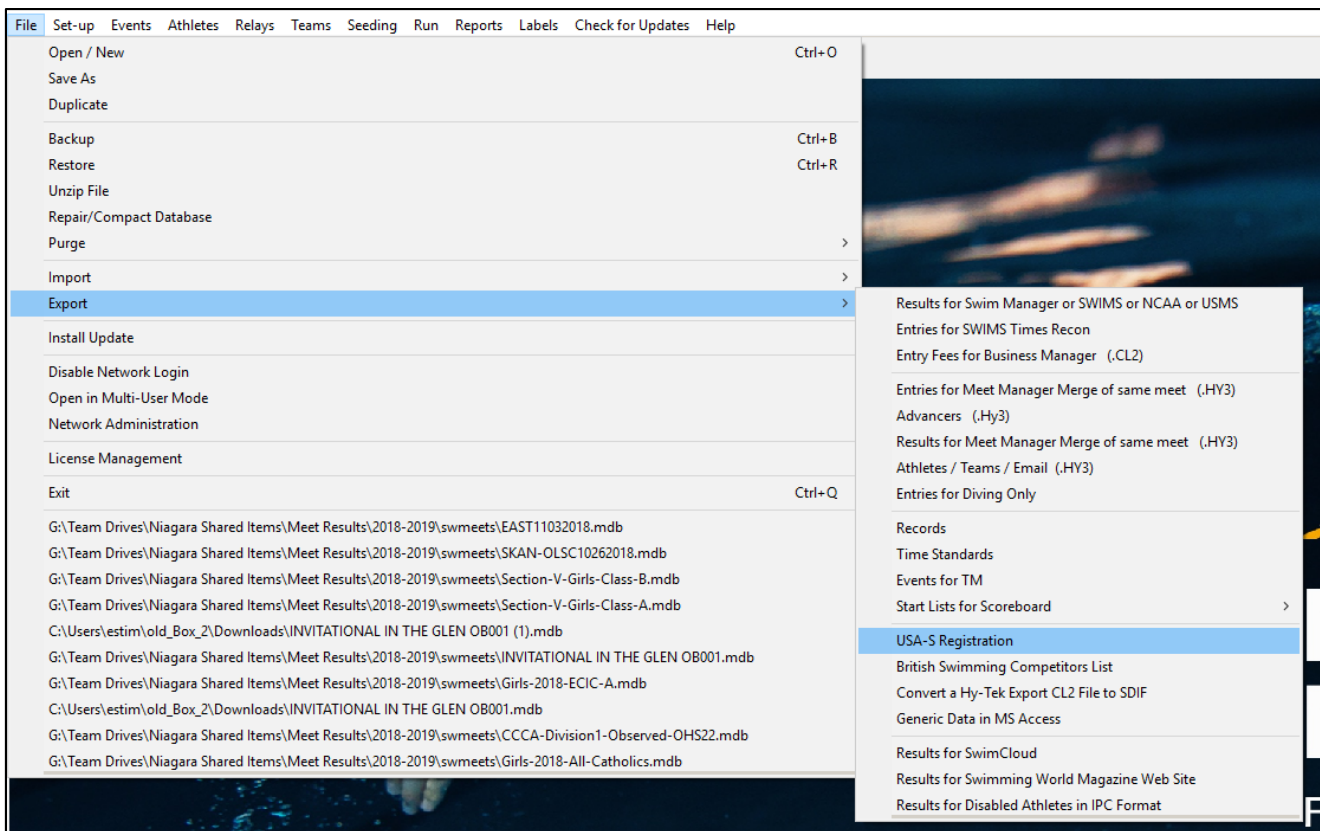 File Set-up Events Athletes Relays Teams Seeding Run Reports Labels Check for Updates Help
Open / New Ctrl+O
Save As
Duplicate
Backup Ctrl+B
Restore Ctrl+R
Unzip File
Repair/Compact Database
Purge >
Import >
Export >
Install Update
Disable Network Login
Open in Multi-User Mode
Network Administration
License Management
Exit Ctrl+Q
G:\Team Drives\Niagara Shared Items\Meet Results\2018-2019\swmeets\EAST11032018.mdb
G:\Team Drives\Niagara Shared Items\Meet Results\2018-2019\swmeets\SKAN-OLSC10262018.mdb
G:\Team Drives\Niagara Shared Items\Meet Results\2018-2019\swmeets\Section-V-Girls-Class-B.mdb
G:\Team Drives\Niagara Shared Items\Meet Results\2018-2019\swmeets\Section-V-Girls-Class-A.mdb
C:\Users\estim\old_Box_2\Downloads\INVITATIONAL IN THE GLEN OB001 (1).mdb
G:\Team Drives\Niagara Shared Items\Meet Results\2018-2019\swmeets\INVITATIONAL IN THE GLEN OB001.mdb
G:\Team Drives\Niagara Shared Items\Meet Results\2018-2019\swmeets\Girls-2018-ECIC-A.mdb
C:\Users\estim\old_Box_2\Downloads\INVITATIONAL IN THE GLEN OB001.mdb
G:\Team Drives\Niagara Shared Items\Meet Results\2018-2019\swmeets\CCCA-Division1-Observed-OHS22.mdb
G:\Team Drives\Niagara Shared Items\Meet Results\2018-2019\swmeets\Girls-2018-All-Catholics.mdb
Results for Swim Manager or SWIMS or NCAA or USMS
Entries for SWIMS Times Recon
Entry Fees for Business Manager (.CL2)
Entries for Meet Manager Merge of same meet (.HY3)
Advancers (.Hy3)
Results for Meet Manager Merge of same meet (.HY3)
Athletes / Teams / Email (.HY3)
Entries for Diving Only
Records
Time Standards
Events for TM
Start Lists for Scoreboard >
USA-S Registration
British Swimming Competitors List
Convert a Hy-Tek Export CL2 File to SDIF
Generic Data in MS Access
Results for SwimCloud
Results for Swimming World Magazine Web Site
Results for Disabled Athletes in IPC Format